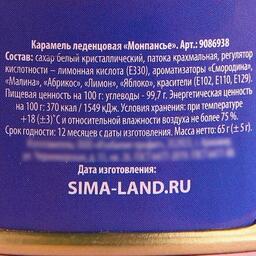 Карамель леденцовая «Монпансье». Арт.: 9086938
Состав: сахар белый кристаллический, патока крахмальная, регулятор
кислотности – лимонная кислота (Е330), ароматизаторы «Смородина»,
«Малина», «Абрикос», «Лимон», «Яблоко», красители (Е102, Е110, Е129).
Пищевая ценность на 100 г: углеводы – 99,7 г. Энергетическая ценность
на 100 г: 370 ккал / 1549 кДж. Условия хранения: при температуре
+18 (±3)°С и относительной влажности воздуха не более 75 %.
Срок годности: 12 месяцев с даты изготовления. Масса: 65 г (± 5 г).
Дата изготовления:
SIMA-LAND.RU